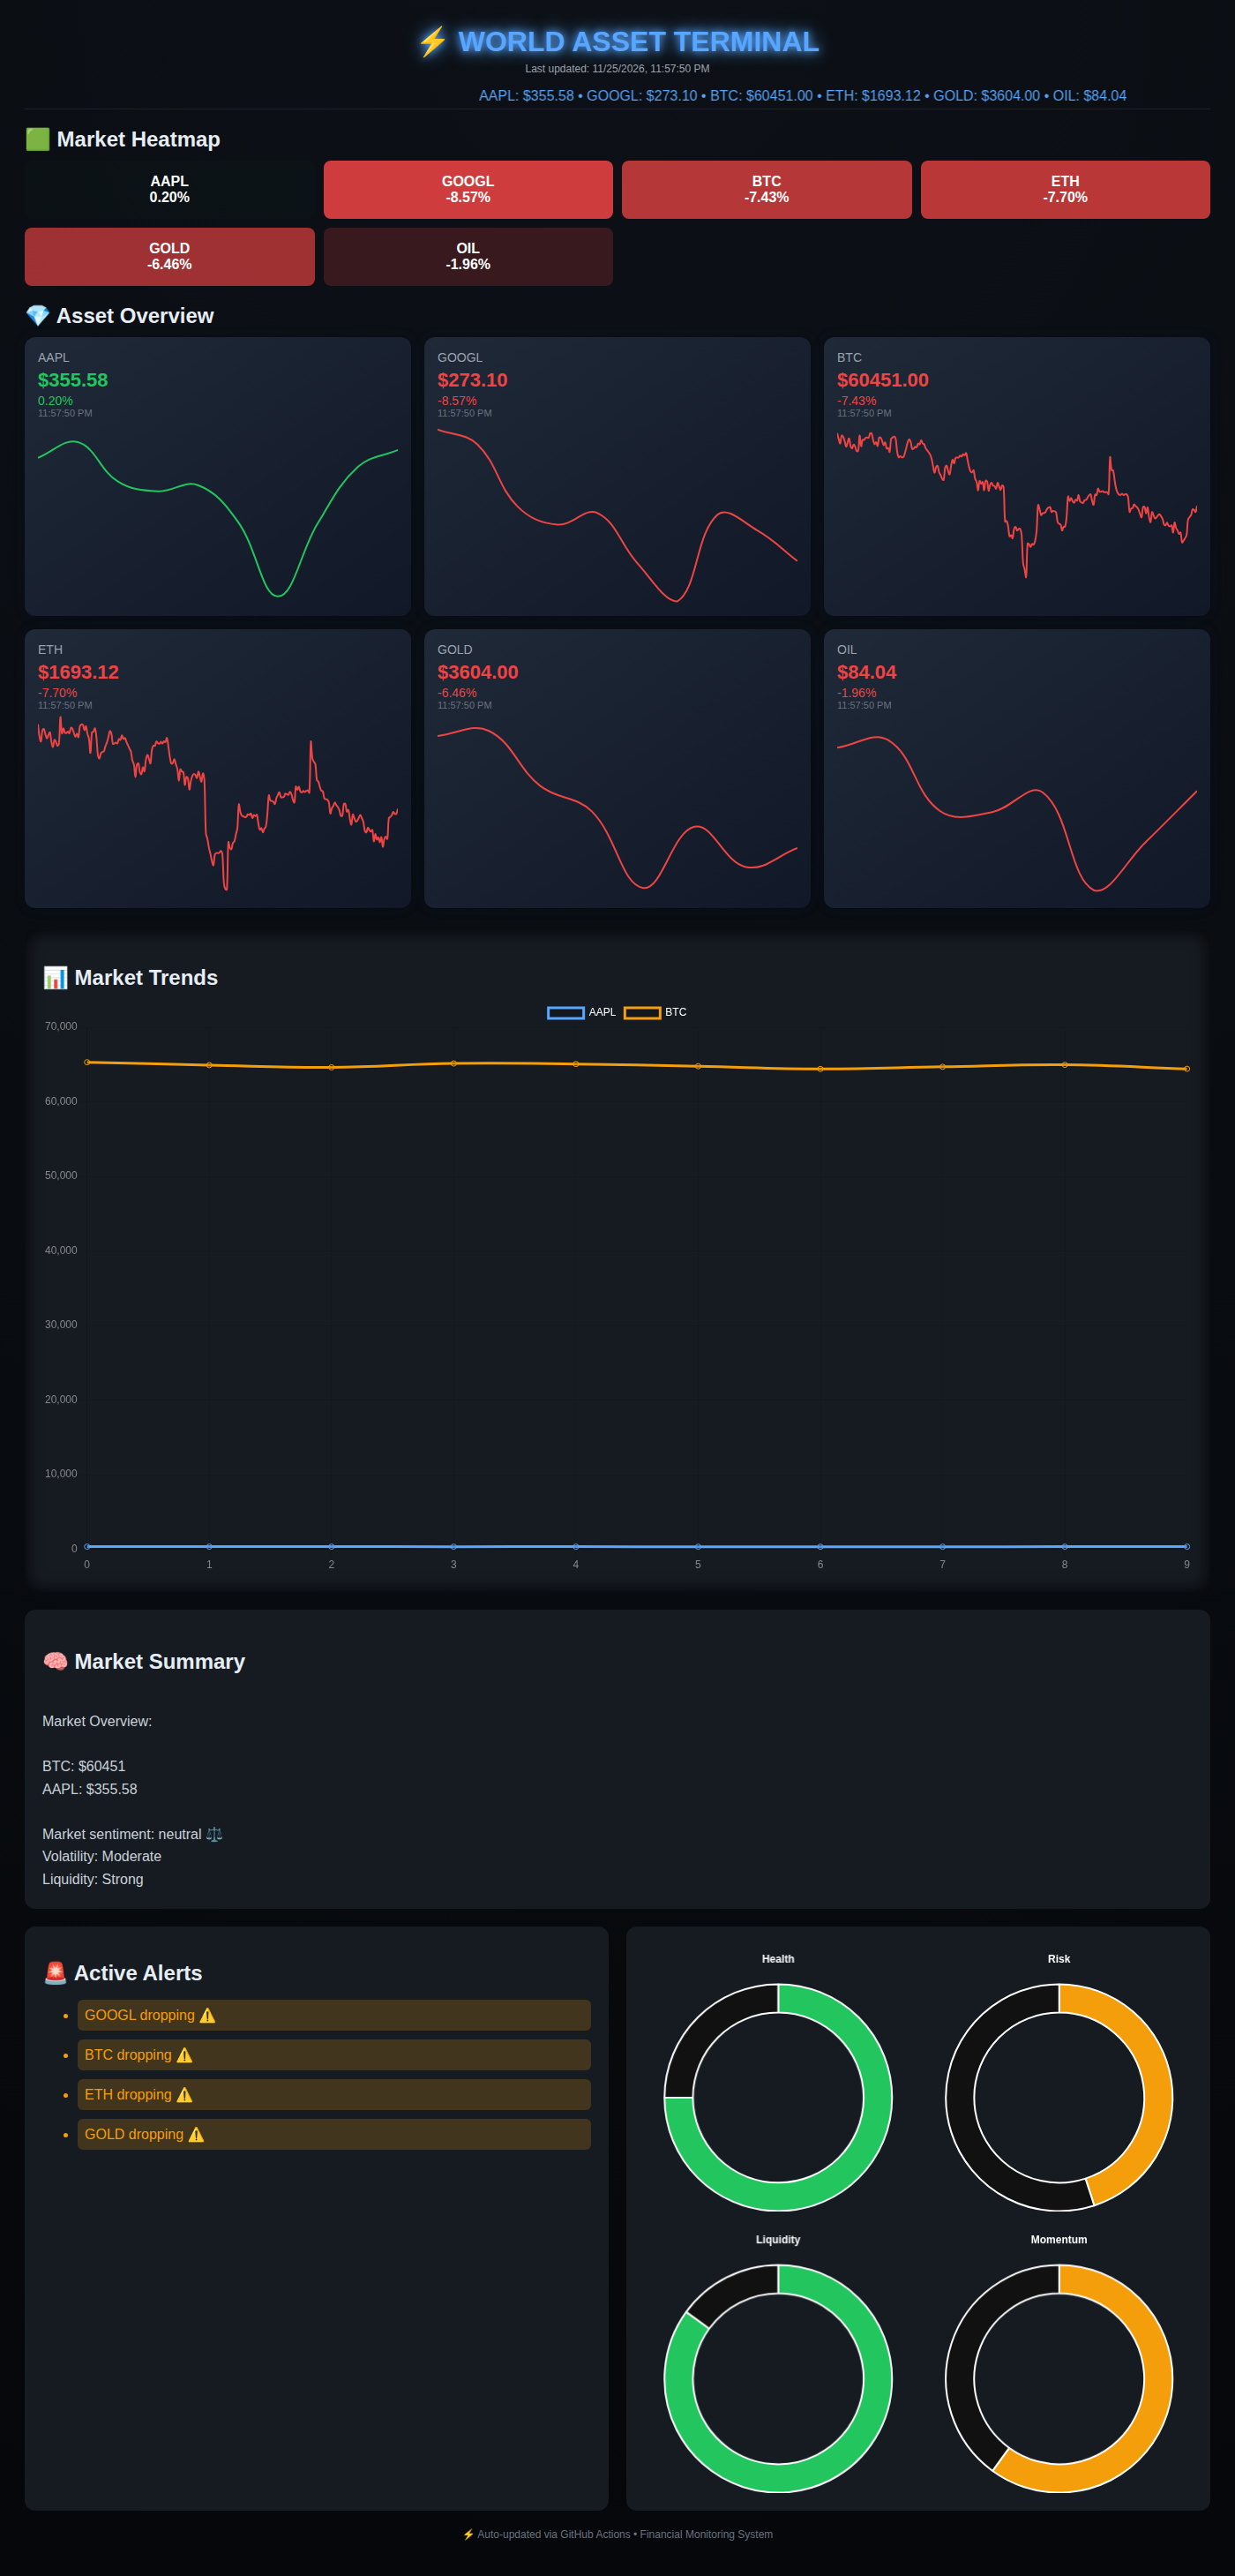 ⚡ WORLD ASSET TERMINAL
Last updated: 11/25/2026, 11:57:50 PM
AAPL: $355.58 • GOOGL: $273.10 • BTC: $60451.00 • ETH: $1693.12 • GOLD: $3604.00 • OIL: $84.04
🟩 Market Heatmap
AAPL
0.20%
GOOGL
-8.57%
BTC
-7.43%
ETH
-7.70%
GOLD
-6.46%
OIL
-1.96%
💎 Asset Overview
AAPL
$355.58
0.20%
11:57:50 PM
GOOGL
$273.10
-8.57%
11:57:50 PM
BTC
$60451.00
-7.43%
11:57:50 PM
ETH
$1693.12
-7.70%
11:57:50 PM
GOLD
$3604.00
-6.46%
11:57:50 PM
OIL
$84.04
-1.96%
11:57:50 PM
📊 Market Trends
AAPL BTC
70,000
60,000
50,000
40,000
30,000
20,000
10,000
0
0 1 2 3 4 5 6 7 8 9
🧠 Market Summary
Market Overview:
BTC: $60451
AAPL: $355.58
Market sentiment: neutral ⚖️
Volatility: Moderate
Liquidity: Strong
🚨 Active Alerts
• GOOGL dropping ⚠️
• BTC dropping ⚠️
• ETH dropping ⚠️
• GOLD dropping ⚠️
Health
Risk
Liquidity
Momentum
⚡ Auto-updated via GitHub Actions • Financial Monitoring System